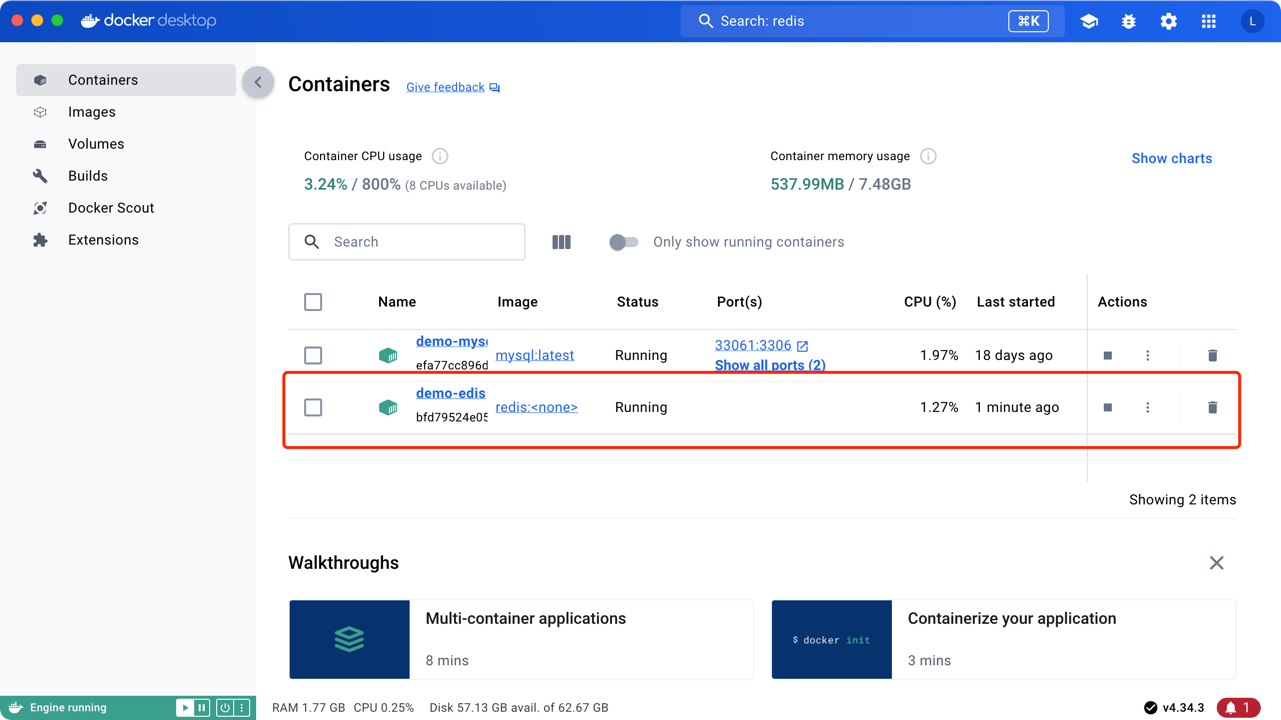 docker desktop
Search: redis
⌘K
L
Containers
Images
Volumes
Builds
Docker Scout
Extensions
Containers
Give feedback
Container CPU usage
3.24% / 800% (8 CPUs available)
Container memory usage
537.99MB / 7.48GB
Show charts
Search
Only show running containers
Name Image Status Port(s) CPU (%) Last started Actions
demo-mys
efa77cc896d
mysql:latest
Running
33061:3306
Show all ports (2)
1.97%
18 days ago
demo-edis
bfd79524e05
redis:<none>
Running
1.27%
1 minute ago
Showing 2 items
Walkthroughs
Multi-container applications
8 mins
$ docker init
Containerize your application
3 mins
Engine running
RAM 1.77 GB CPU 0.25% Disk 57.13 GB avail. of 62.67 GB
v4.34.3
1